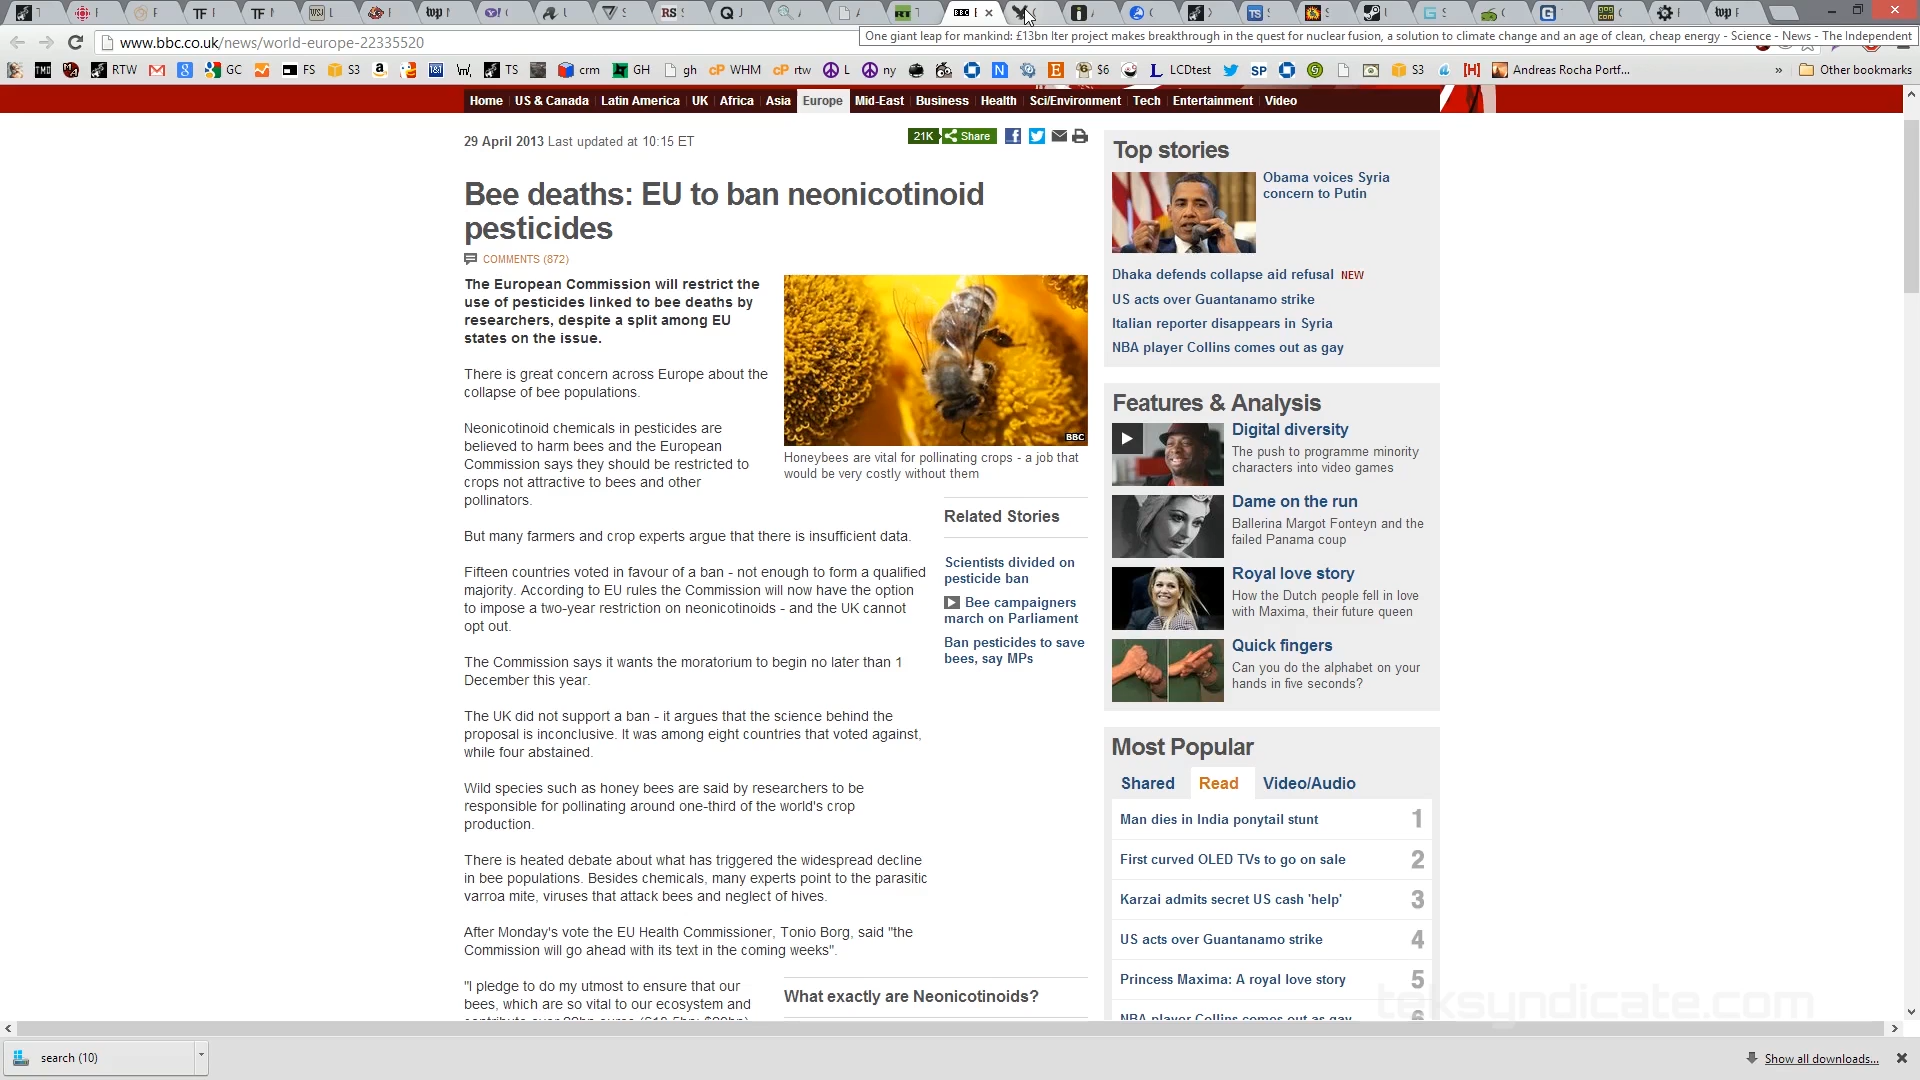 www.bbc.co.uk/news/world-europe-22335520
One giant leap for mankind: £13bn Iter project makes breakthrough in the quest for nuclear fusion, a solution to climate change and an age of clean, cheap energy - Science - News - The Independent
RTW GC FS S3 TS crm GH gh WHM rtw L ny S6 LCDtest SP S3 Andreas Rocha Portf... » Other bookmarks
Home US & Canada Latin America UK Africa Asia Europe Mid-East Business Health Sci/Environment Tech Entertainment Video
29 April 2013 Last updated at 10:15 ET
21K Share
Bee deaths: EU to ban neonicotinoid
pesticides
COMMENTS (872)
The European Commission will restrict the
use of pesticides linked to bee deaths by
researchers, despite a split among EU
states on the issue.
There is great concern across Europe about the
collapse of bee populations.
Neonicotinoid chemicals in pesticides are
believed to harm bees and the European
Commission says they should be restricted to
crops not attractive to bees and other
pollinators.
BBC
Honeybees are vital for pollinating crops - a job that
would be very costly without them
But many farmers and crop experts argue that there is insufficient data.
Fifteen countries voted in favour of a ban - not enough to form a qualified
majority. According to EU rules the Commission will now have the option
to impose a two-year restriction on neonicotinoids - and the UK cannot
opt out.
The Commission says it wants the moratorium to begin no later than 1
December this year.
The UK did not support a ban - it argues that the science behind the
proposal is inconclusive. It was among eight countries that voted against,
while four abstained.
Wild species such as honey bees are said by researchers to be
responsible for pollinating around one-third of the world's crop
production.
There is heated debate about what has triggered the widespread decline
in bee populations. Besides chemicals, many experts point to the parasitic
varroa mite, viruses that attack bees and neglect of hives.
After Monday's vote the EU Health Commissioner, Tonio Borg, said "the
Commission will go ahead with its text in the coming weeks".
"I pledge to do my utmost to ensure that our
bees, which are so vital to our ecosystem and
Related Stories
Scientists divided on
pesticide ban
Bee campaigners
march on Parliament
Ban pesticides to save
bees, say MPs
What exactly are Neonicotinoids?
Top stories
Obama voices Syria
concern to Putin
Dhaka defends collapse aid refusal NEW
US acts over Guantanamo strike
Italian reporter disappears in Syria
NBA player Collins comes out as gay
Features & Analysis
Digital diversity
The push to programme minority
characters into video games
Dame on the run
Ballerina Margot Fonteyn and the
failed Panama coup
Royal love story
How the Dutch people fell in love
with Maxima, their future queen
Quick fingers
Can you do the alphabet on your
hands in five seconds?
Most Popular
Shared Read Video/Audio
Man dies in India ponytail stunt 1
First curved OLED TVs to go on sale 2
Karzai admits secret US cash 'help' 3
US acts over Guantanamo strike 4
Princess Maxima: A royal love story 5
NBA player Collins comes out as gay 6
teksyndicate.com
search (10)
Show all downloads...